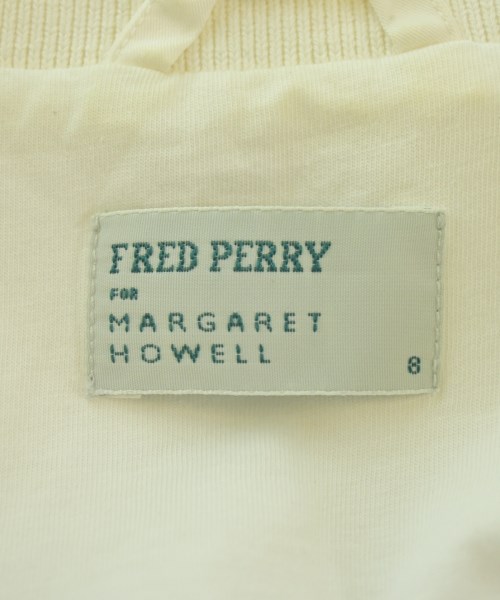 FRED PERRY
FOR
MARGARET
HOWELL 8